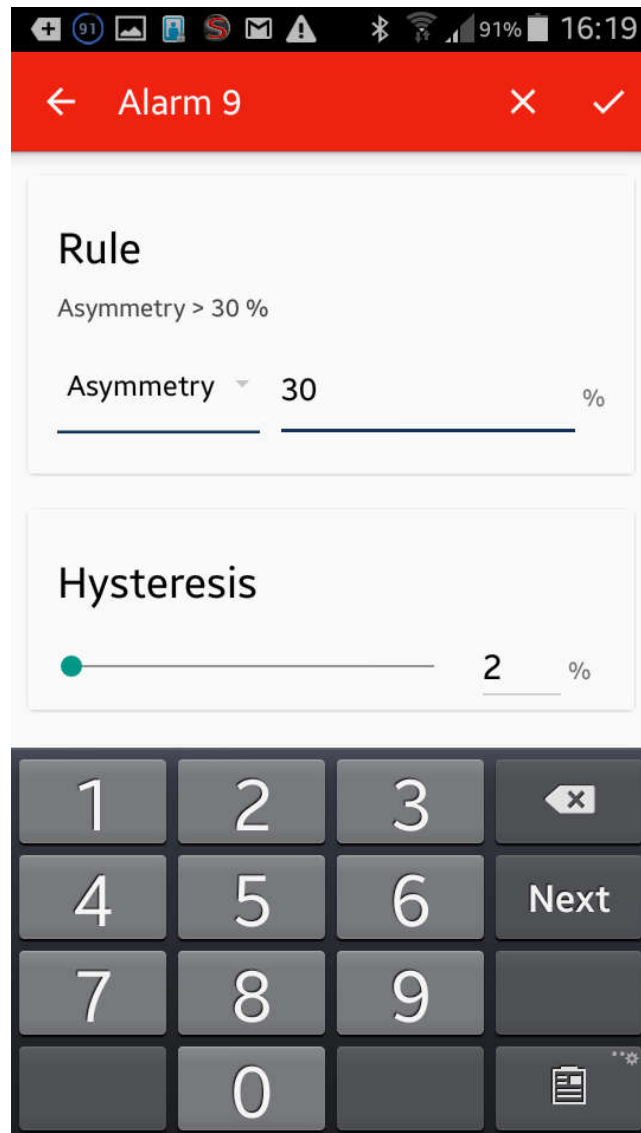 91 S 91% 16:19
Alarm 9
Rule
Asymmetry > 30 %
Asymmetry 30 %
Hysteresis
2 %
1 2 3
4 5 6 Next
7 8 9
0